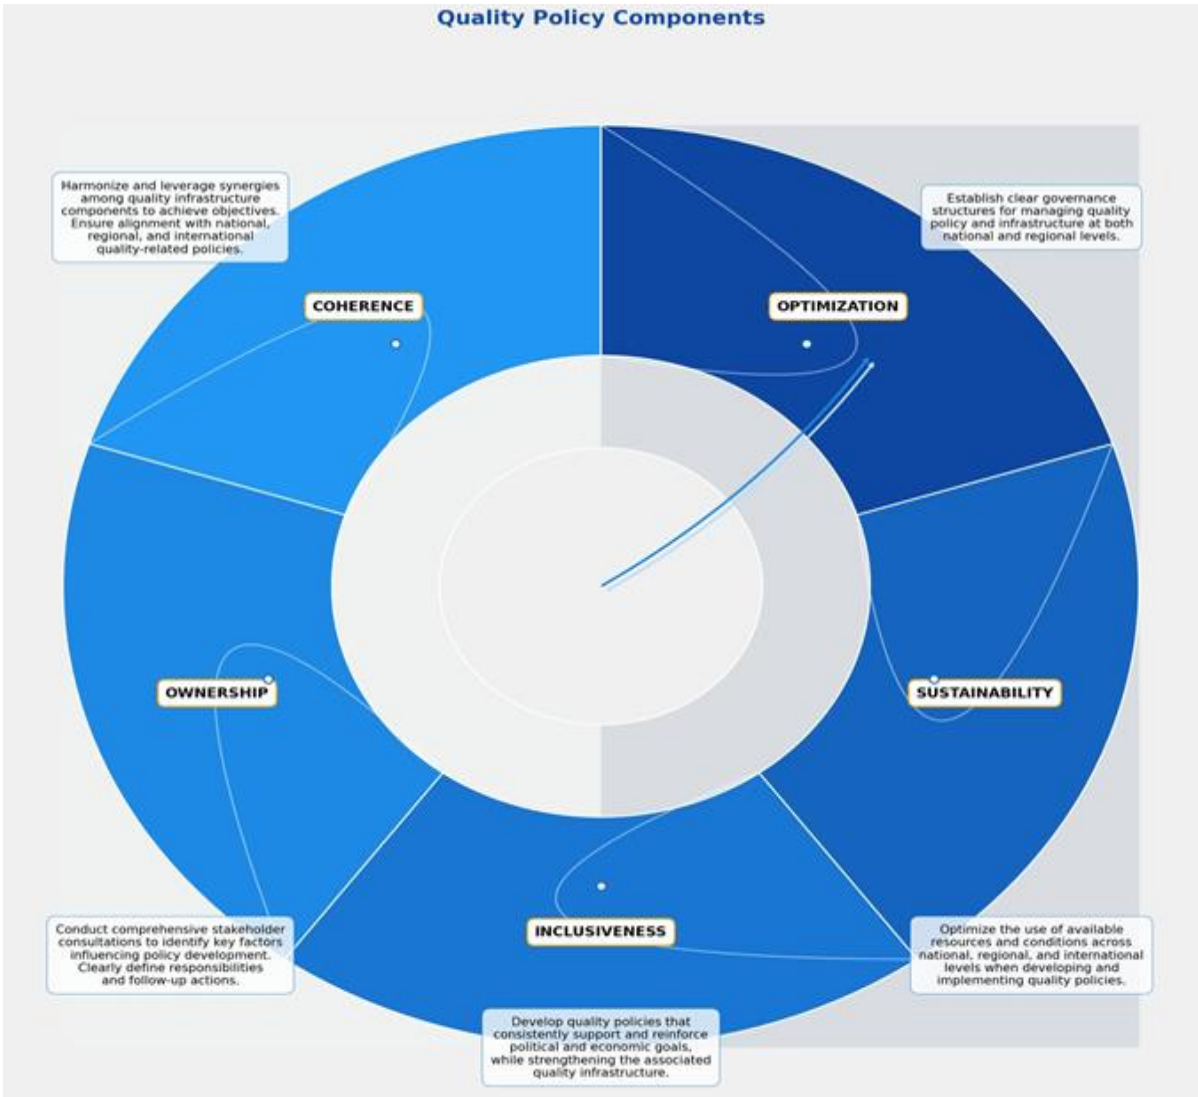 Quality Policy Components
Harmonize and leverage synergies
among quality infrastructure
components to achieve objectives.
Ensure alignment with national,
regional, and international
quality-related policies.
Establish clear governance
structures for managing quality
policy and infrastructure at both
national and regional levels.
COHERENCE
OPTIMIZATION
OWNERSHIP
SUSTAINABILITY
INCLUSIVENESS
Conduct comprehensive stakeholder
consultations to identify key factors
influencing policy development.
Clearly define responsibilities
and follow-up actions.
Optimize the use of available
resources and conditions across
national, regional, and international
levels when developing and
implementing quality policies.
Develop quality policies that
consistently support and reinforce
political and economic goals,
while strengthening the associated
quality infrastructure.